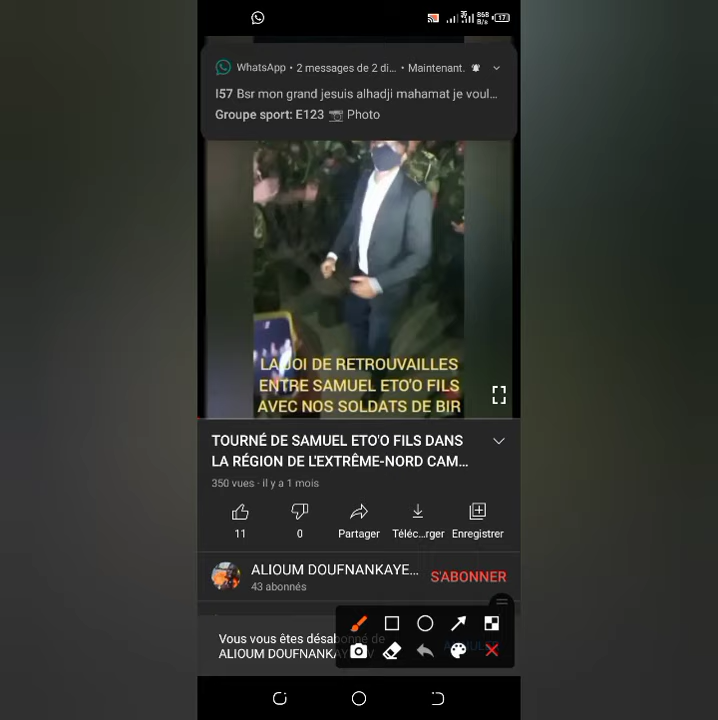 868
B/s
17
WhatsApp • 2 messages de 2 di... • Maintenant.
I57 Bsr mon grand jesuis alhadji mahamat je voul...
Groupe sport: E123 📷 Photo
LA JOI DE RETROUVAILLES
ENTRE SAMUEL ETO'O FILS
AVEC NOS SOLDATS DE BIR
TOURNÉ DE SAMUEL ETO'O FILS DANS
LA RÉGION DE L'EXTRÊME-NORD CAM...
350 vues · il y a 1 mois
11
0
Partager
Téléc...rger
Enregistrer
ALIOUM DOUFNANKAYE...
43 abonnés
S'ABONNER
Vous vous êtes désabonné de
ALIOUM DOUFNANKA